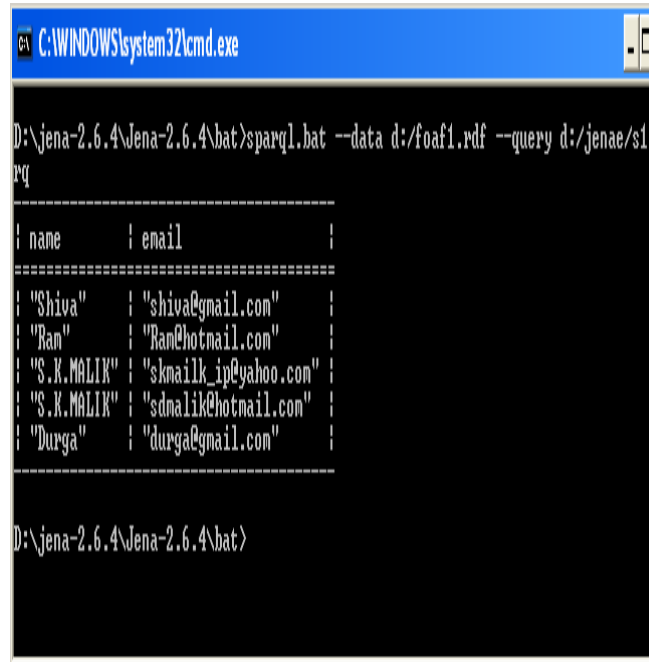 C:\WINDOWS\system32\cmd.exe
D:\jena-2.6.4\Jena-2.6.4\bat>sparql.bat --data d:/foaf1.rdf --query d:/jenae/s1
rq
| name | email |
| "Shiva" | "shiva@gmail.com" |
| "Ram" | "Ram@hotmail.com" |
| "S.K.MALIK" | "skmailk_ip@yahoo.com" |
| "S.K.MALIK" | "sdmalik@hotmail.com" |
| "Durga" | "durga@gmail.com" |
D:\jena-2.6.4\Jena-2.6.4\bat>